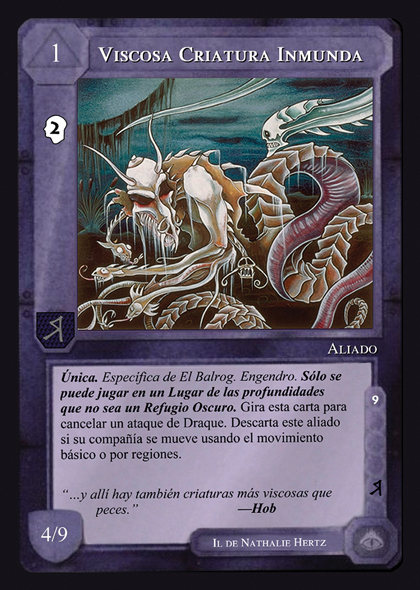 1
VISCOSA CRIATURA INMUNDA
2
ALIADO
Única. Específica de El Balrog. Engendro. Sólo se
puede jugar en un Lugar de las profundidades
que no sea un Refugio Oscuro. Gira esta carta para
cancelar un ataque de Draque. Descarta este aliado
si su compañía se mueve usando el movimiento
básico o por regiones.
9
“...y allí hay también criaturas más viscosas que
peces.” —Hob
4/9
IL DE NATHALIE HERTZ